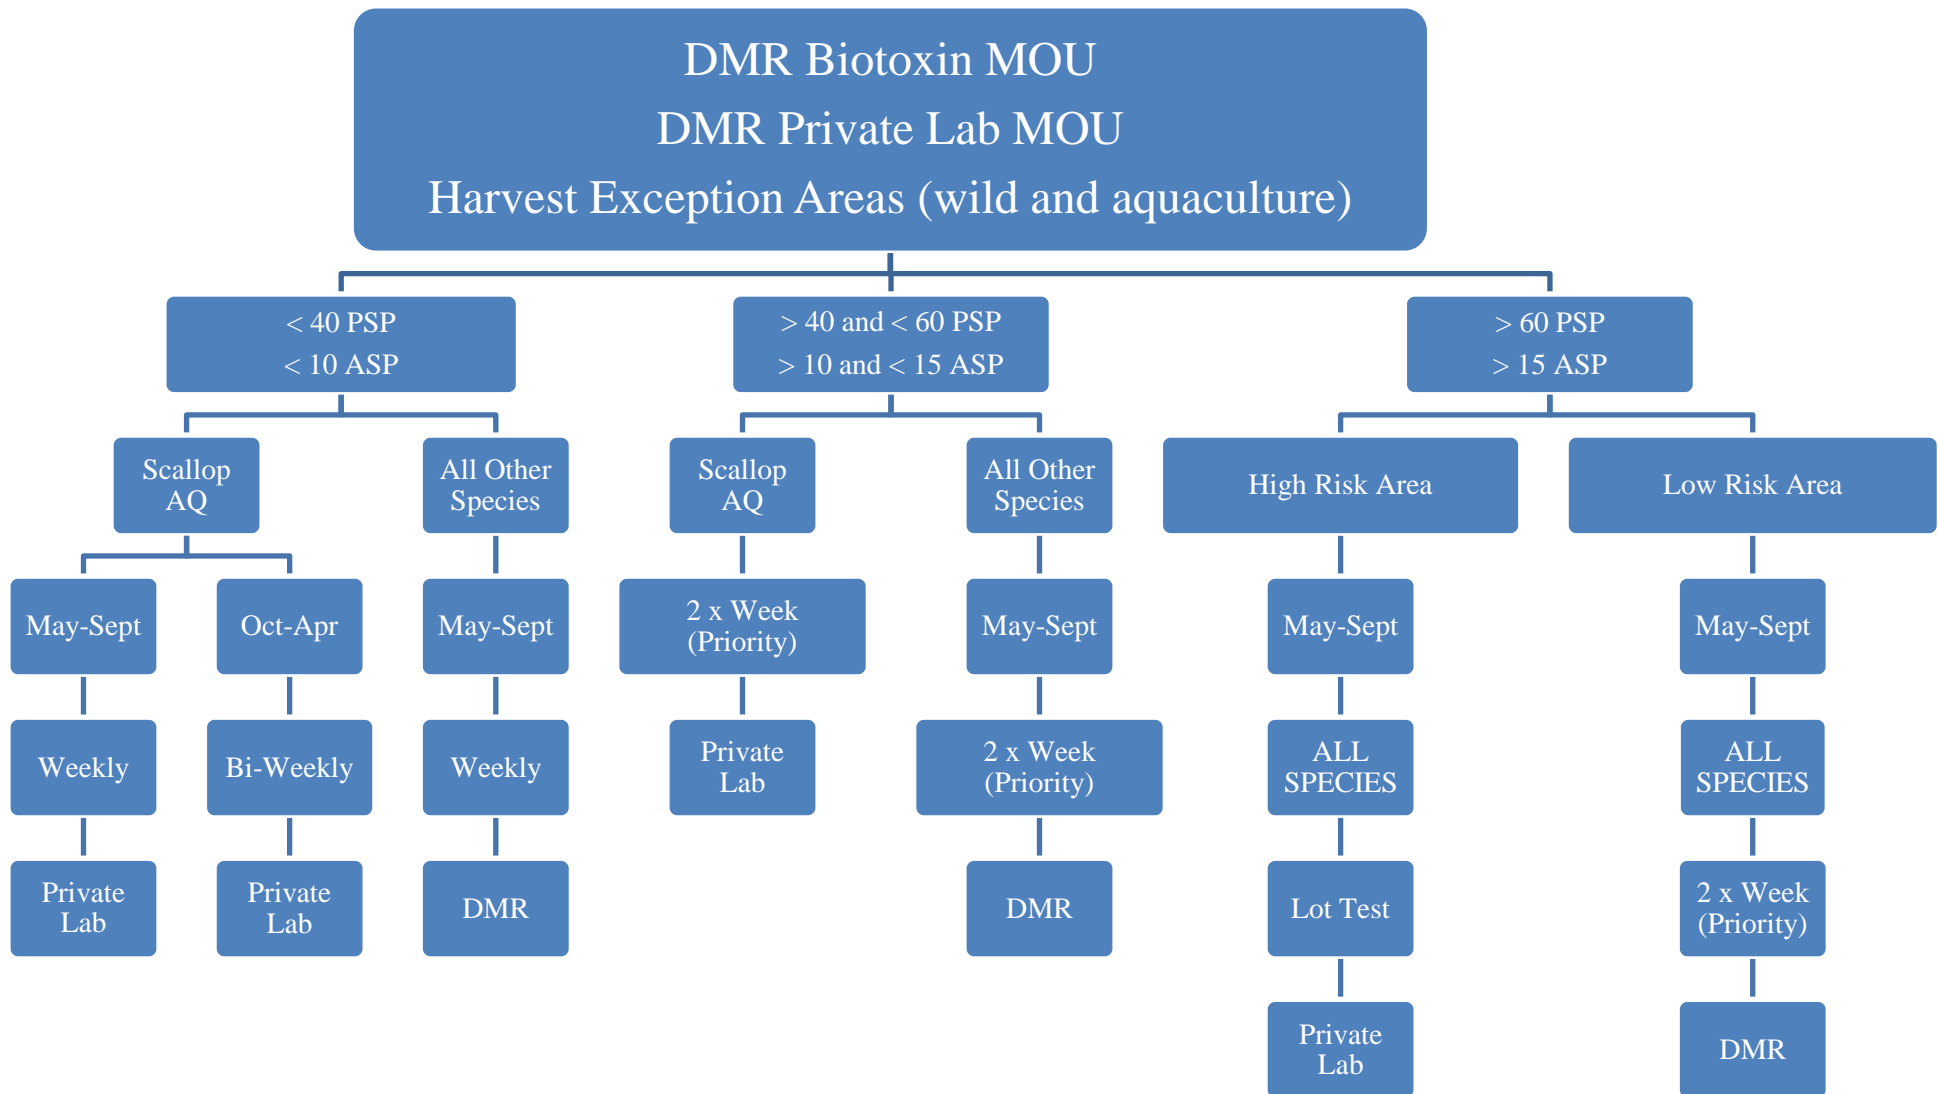 DMR Biotoxin MOU
DMR Private Lab MOU
Harvest Exception Areas (wild and aquaculture)
< 40 PSP
< 10 ASP
> 40 and < 60 PSP
> 10 and < 15 ASP
> 60 PSP
> 15 ASP
Scallop
AQ
All Other
Species
Scallop
AQ
All Other
Species
High Risk Area
Low Risk Area
May-Sept
Oct-Apr
May-Sept
2 x Week
(Priority)
May-Sept
May-Sept
May-Sept
Weekly
Bi-Weekly
Weekly
Private
Lab
2 x Week
(Priority)
ALL
SPECIES
ALL
SPECIES
Private
Lab
Private
Lab
DMR
DMR
Lot Test
2 x Week
(Priority)
Private
Lab
DMR